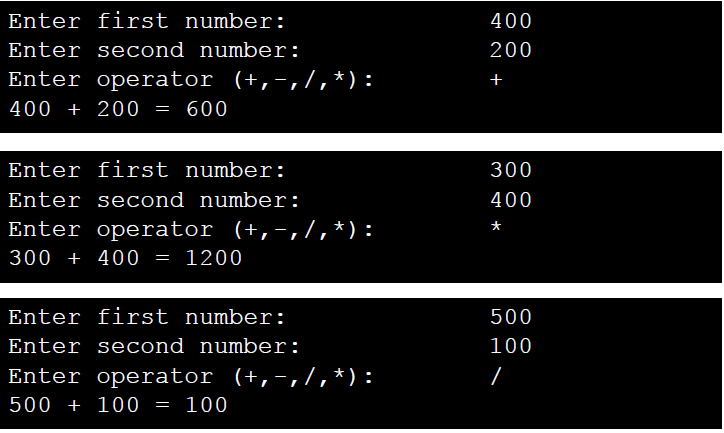 Enter first number: 400
Enter second number: 200
Enter operator (+,-,/,*): +
400 + 200 = 600
Enter first number: 300
Enter second number: 400
Enter operator (+,-,/,*): *
300 + 400 = 1200
Enter first number: 500
Enter second number: 100
Enter operator (+,-,/,*): /
500 + 100 = 100